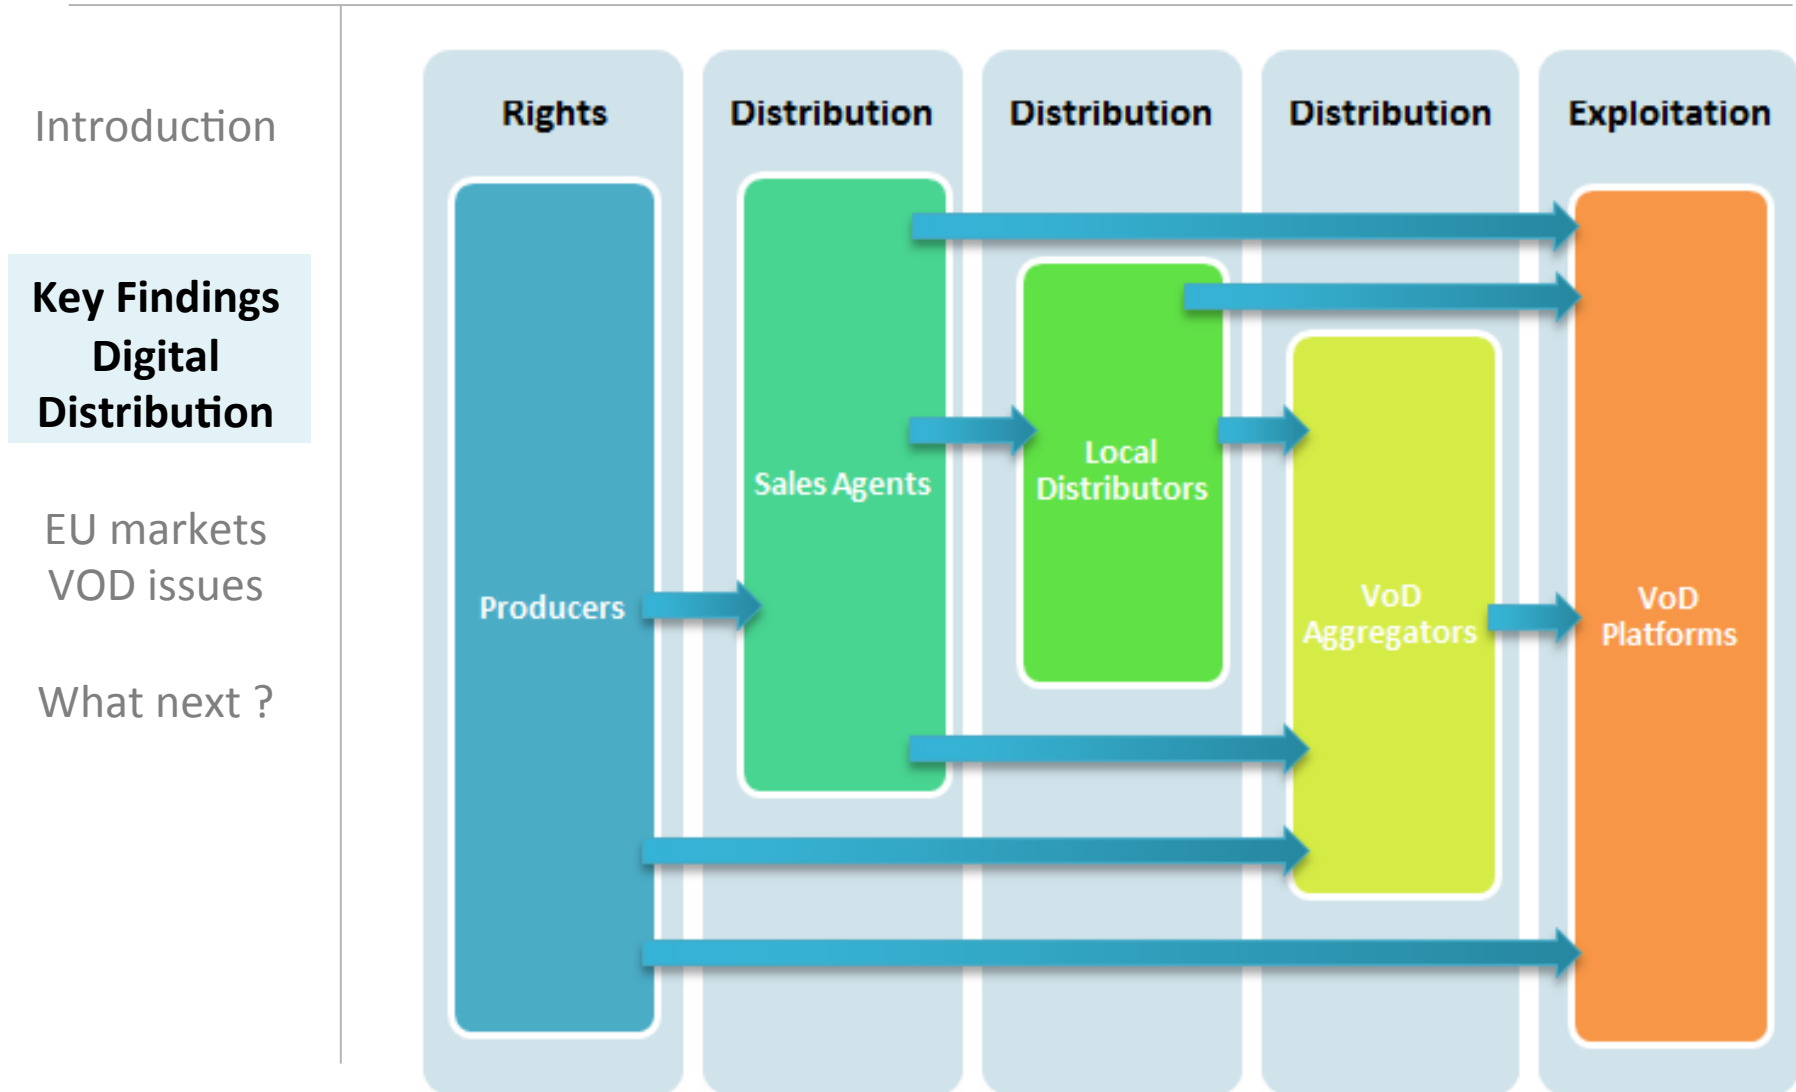 Introduction
Key Findings
Digital
Distribution
EU markets
VOD issues
What next ?
Rights
Distribution
Distribution
Distribution
Exploitation
Producers
Sales Agents
Local
Distributors
VoD
Aggregators
VoD
Platforms